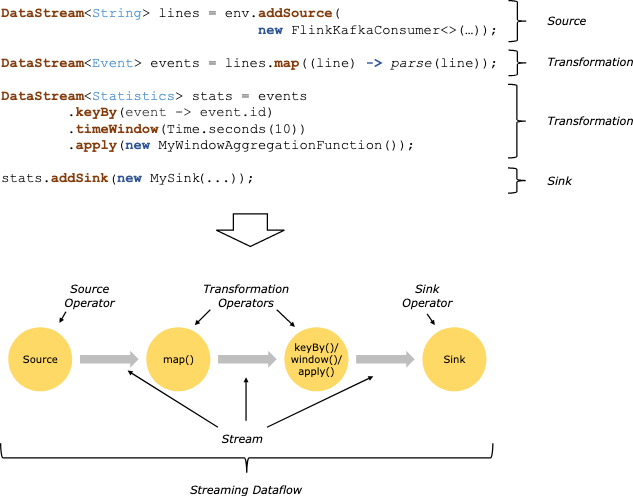 DataStream<String> lines = env.addSource(
new FlinkKafkaConsumer<>(…));
Source
DataStream<Event> events = lines.map((line) -> parse(line));
Transformation
DataStream<Statistics> stats = events
.keyBy(event -> event.id)
.timeWindow(Time.seconds(10))
.apply(new MyWindowAggregationFunction());
Transformation
stats.addSink(new MySink(...));
Sink
Source
Operator
Transformation
Operators
Sink
Operator
Source
map()
keyBy()/
window()/
apply()
Sink
Stream
Streaming Dataflow